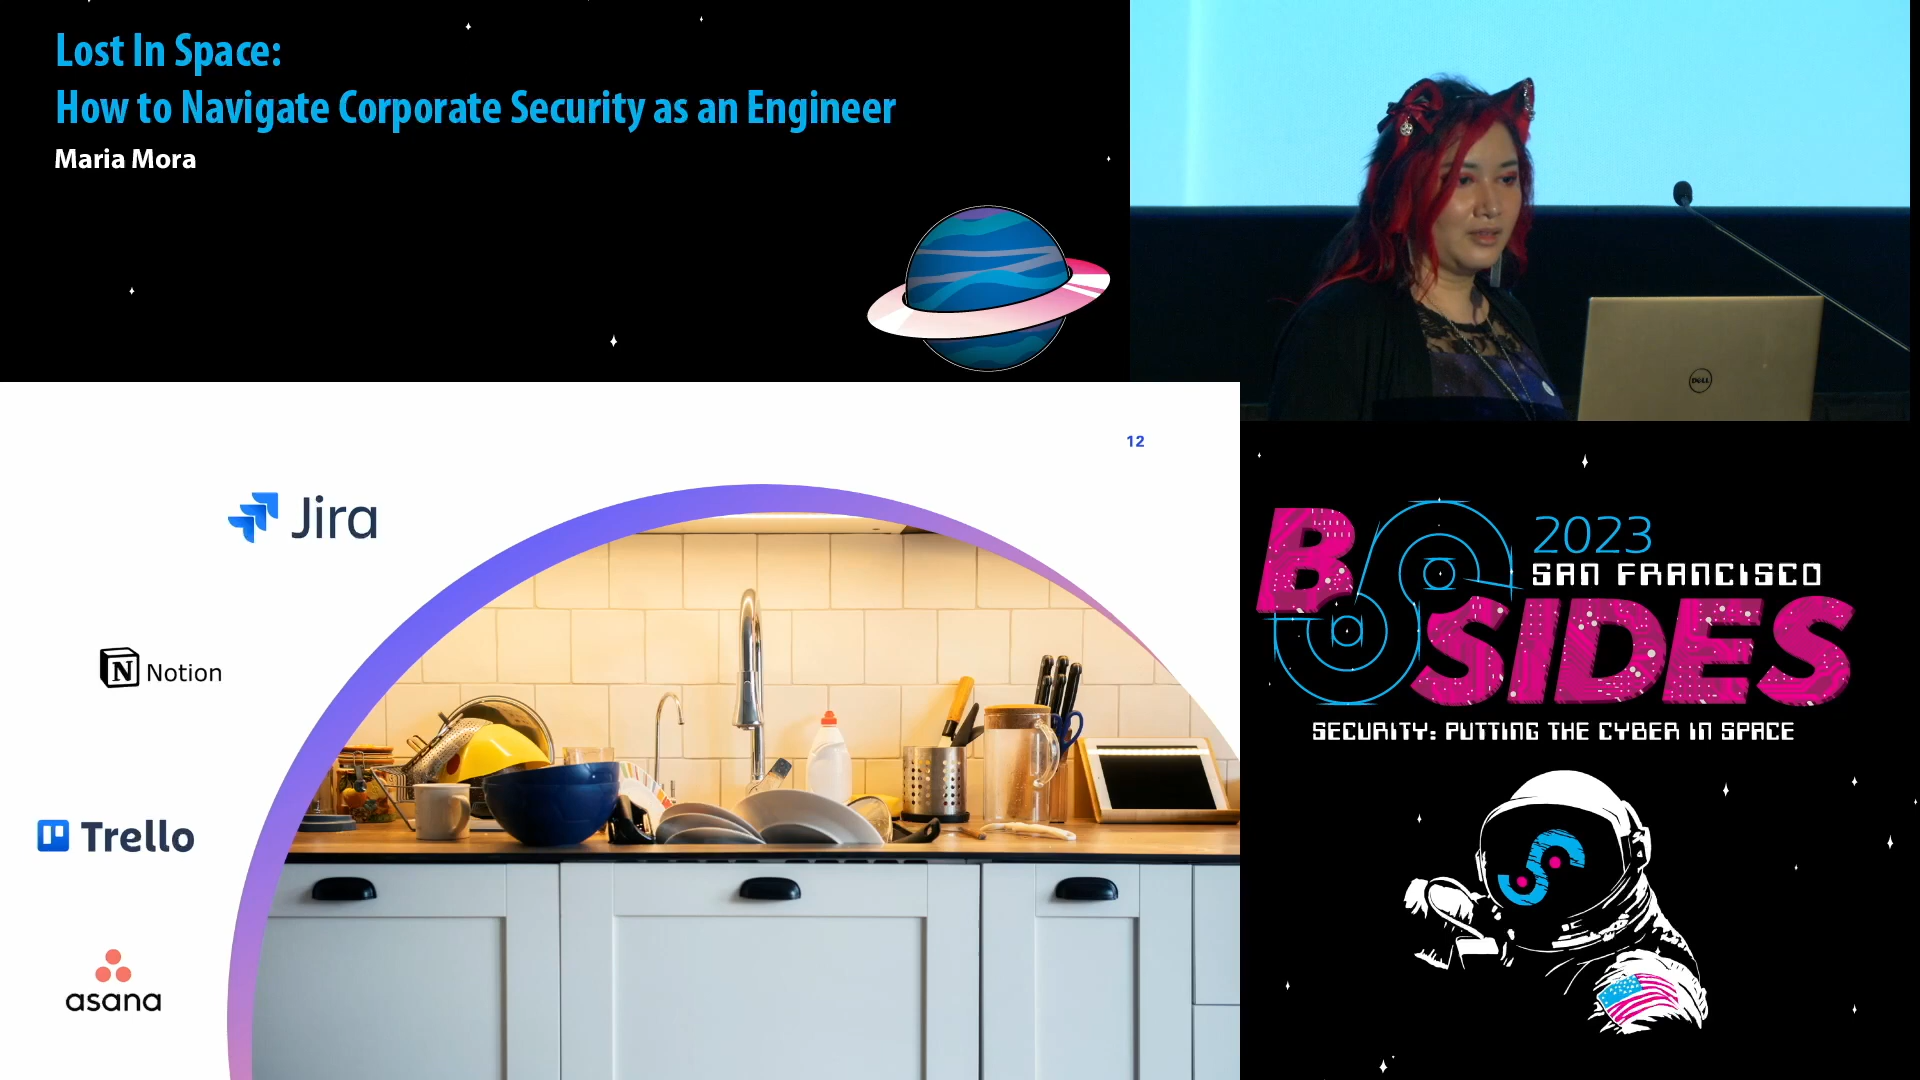 Lost In Space:
How to Navigate Corporate Security as an Engineer
Maria Mora
DELL
12
Jira
Notion
Trello
asana
2023
SAN FRANCISCO
BSIDES
SECURITY: PUTTING THE CYBER IN SPACE